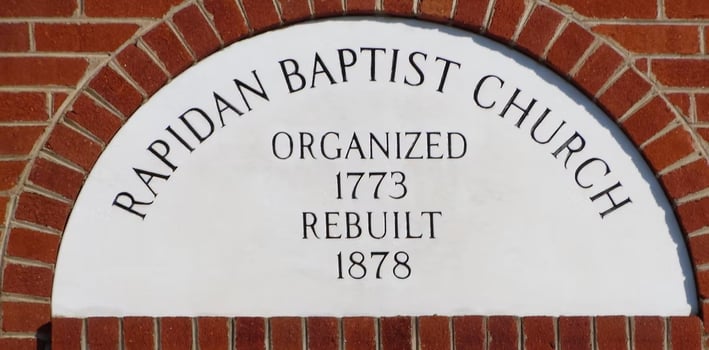 RAPIDAN BAPTIST CHURCH
ORGANIZED
1773
REBUILT
1878